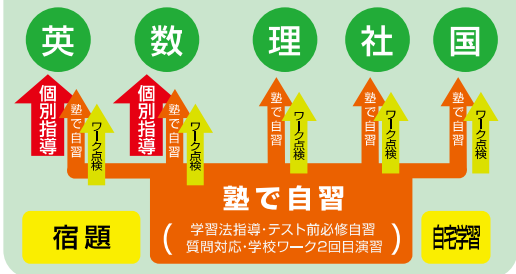 英
数
理
社
国
個別指導
塾で自習
ワーク点検
個別指導
塾で自習
ワーク点検
塾で自習
ワーク点検
塾で自習
ワーク点検
塾で自習
ワーク点検
宿題
塾で自習
(学習法指導・テスト前必修自習
質問対応・学校ワーク2回目演習)
自宅学習